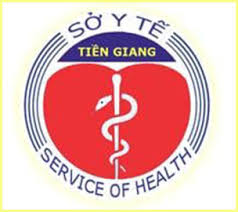 SỞ Y TẾ
TIỀN GIANG
SERVICE OF HEALTH